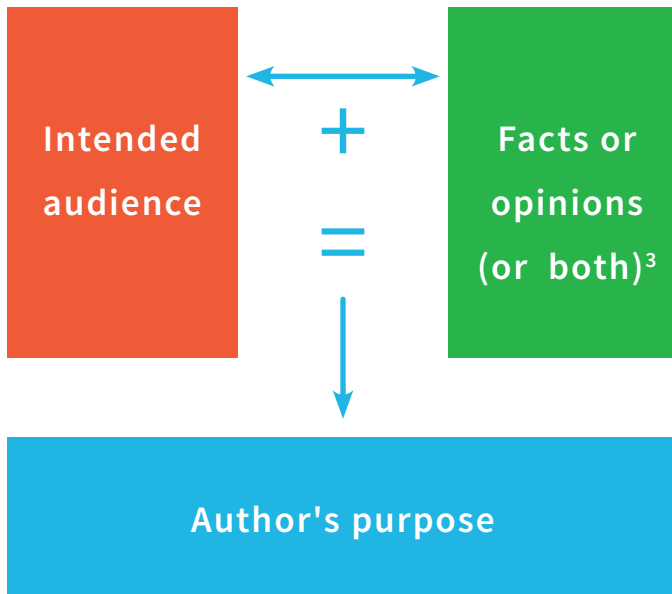 Intended
audience
+
=
Facts or
opinions
(or both)³
Author's purpose